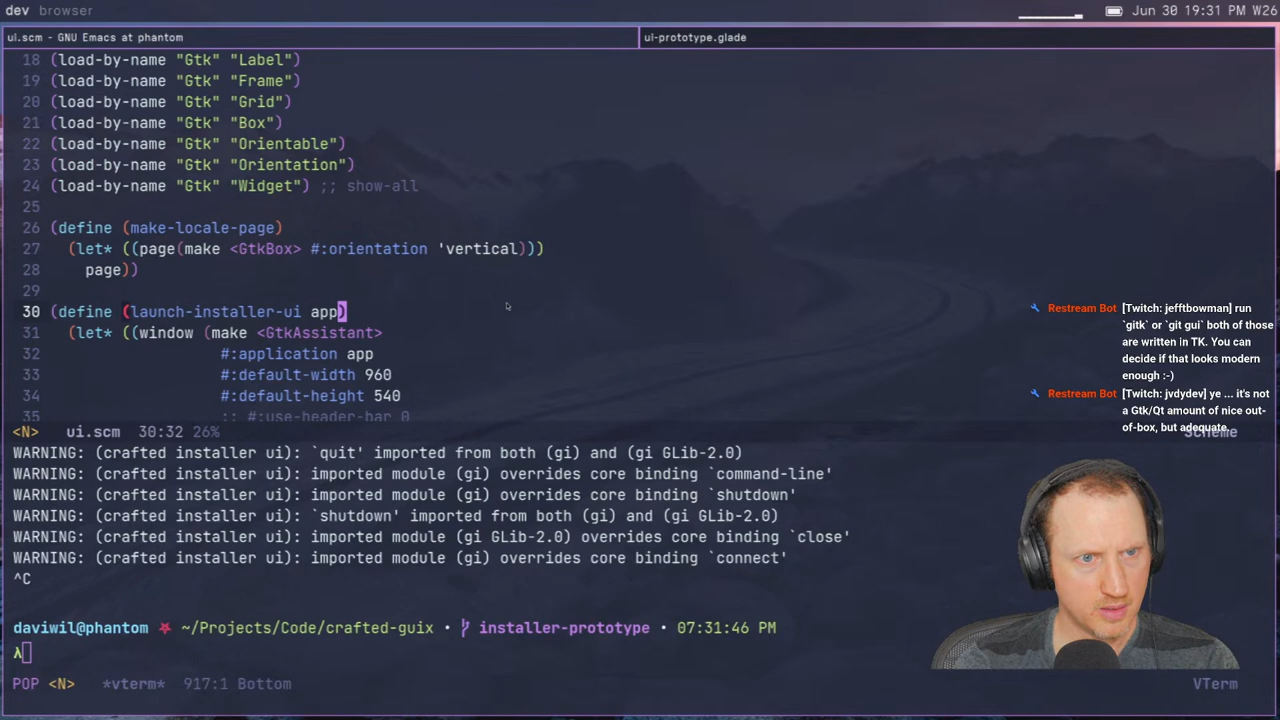 dev browser
Jun 30 19:31 PM W26
ui.scm - GNU Emacs at phantom
ui-prototype.glade
18 (load-by-name "Gtk" "Label")
19 (load-by-name "Gtk" "Frame")
20 (load-by-name "Gtk" "Grid")
21 (load-by-name "Gtk" "Box")
22 (load-by-name "Gtk" "Orientable")
23 (load-by-name "Gtk" "Orientation")
24 (load-by-name "Gtk" "Widget") ;; show-all
25
26 (define (make-locale-page)
27 (let* ((page(make <GtkBox> #:orientation 'vertical)))
28 page))
29
30 (define (launch-installer-ui app)
31 (let* ((window (make <GtkAssistant>
32 #:application app
33 #:default-width 960
34 #:default-height 540
35 ;; #:use-header-bar 0
<N> ui.scm 30:32 26% Scheme
WARNING: (crafted installer ui): `quit' imported from both (gi) and (gi GLib-2.0)
WARNING: (crafted installer ui): imported module (gi) overrides core binding `command-line'
WARNING: (crafted installer ui): imported module (gi) overrides core binding `shutdown'
WARNING: (crafted installer ui): `shutdown' imported from both (gi) and (gi GLib-2.0)
WARNING: (crafted installer ui): imported module (gi GLib-2.0) overrides core binding `close'
WARNING: (crafted installer ui): imported module (gi) overrides core binding `connect'
^C
daviwil@phantom ~/Projects/Code/crafted-guix • installer-prototype • 07:31:46 PM
λ
POP <N> *vterm* 917:1 Bottom VTerm
Restream Bot [Twitch: jefftbowman] run
`gitk` or `git gui` both of those
are written in TK. You can
decide if that looks modern
enough :-)
Restream Bot [Twitch: jvdydev] ye ... it's not
a Gtk/Qt amount of nice out-
of-box, but adequate.